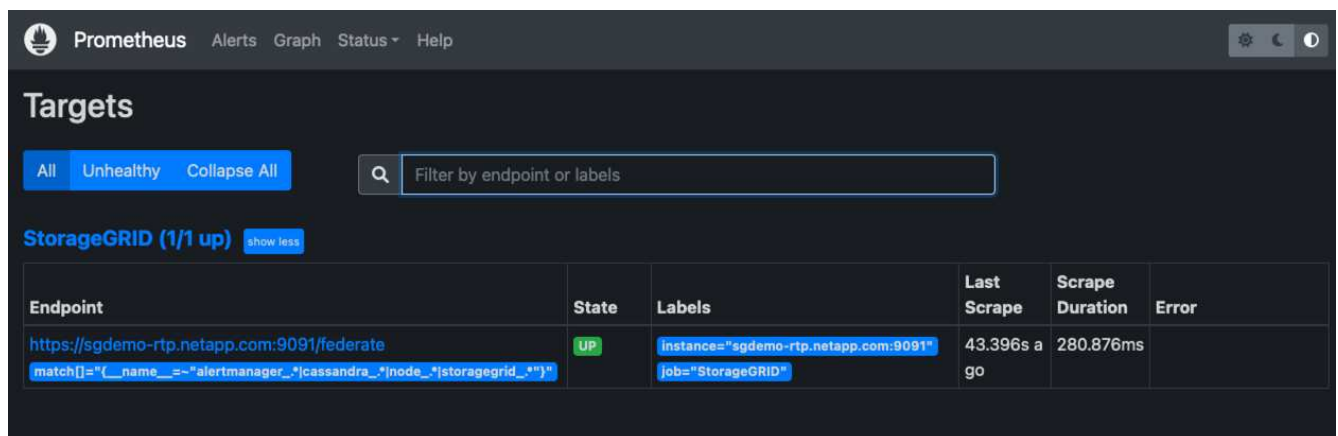 Prometheus Alerts Graph Status Help
Targets
All Unhealthy Collapse All
Filter by endpoint or labels
StorageGRID (1/1 up) show less
Endpoint State Labels Last Scrape Scrape Duration Error
https://sgdemo-rtp.netapp.com:9091/federate
match[]="{__name__=~"alertmanager_.*|cassandra_.*|node_.*|storagegrid_.*"}"
UP
instance="sgdemo-rtp.netapp.com:9091"
job="StorageGRID"
43.396s a
go
280.876ms